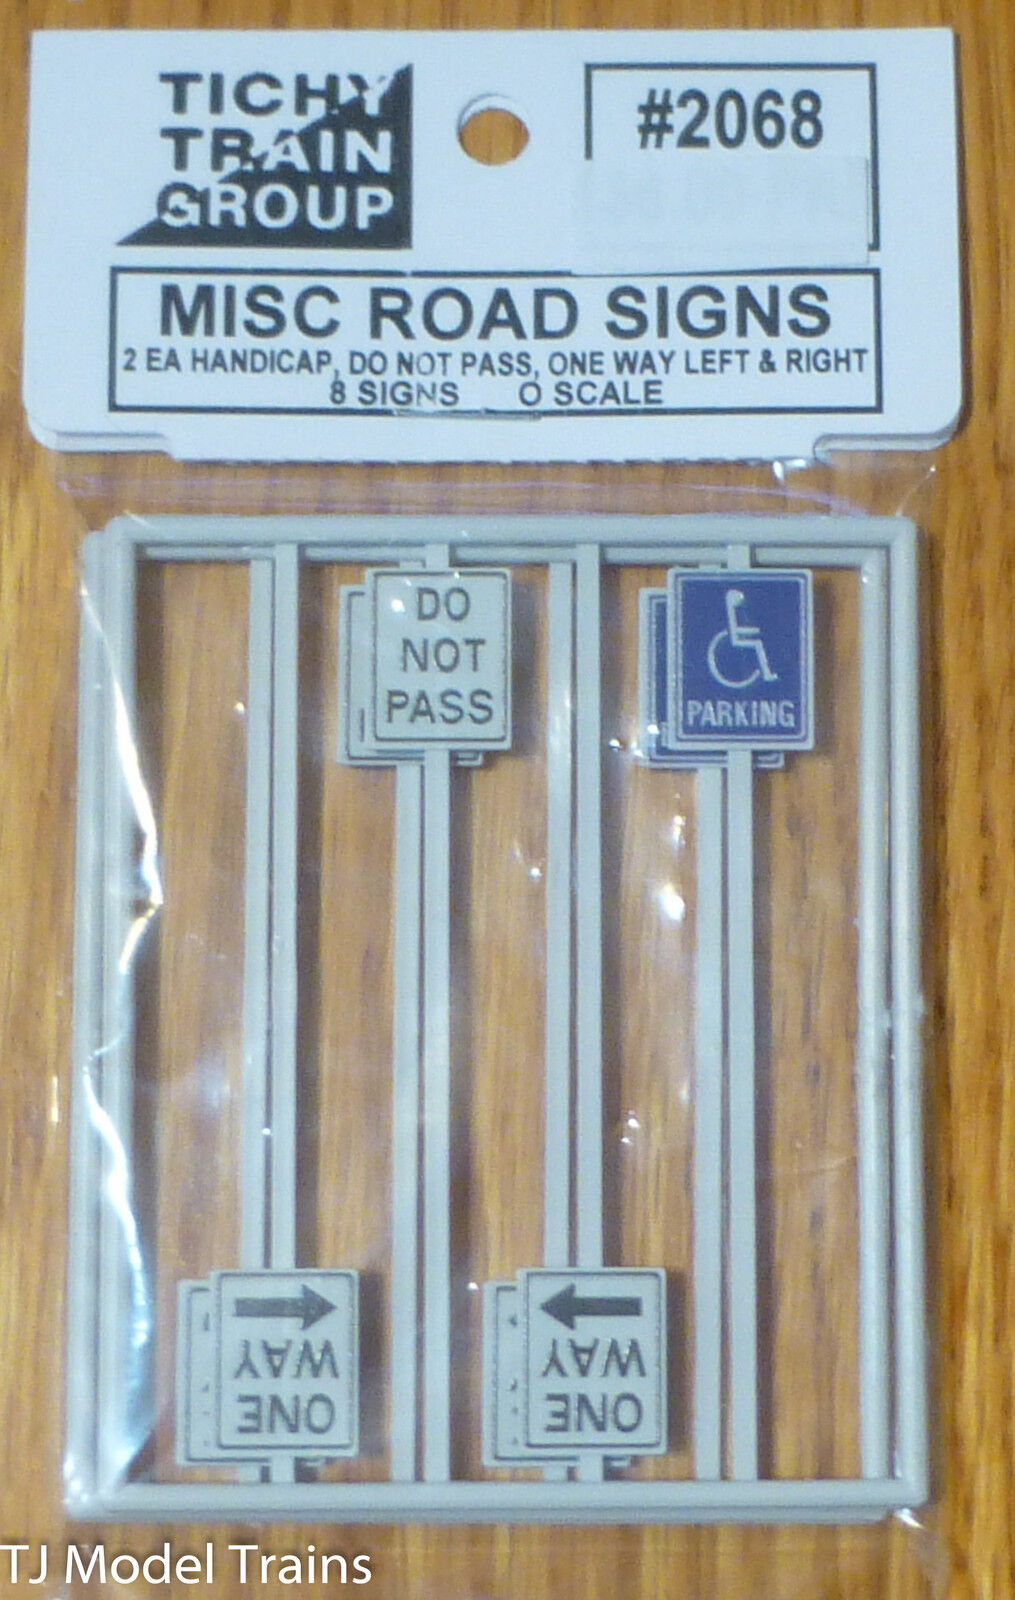 TICHY
TRAIN
GROUP
#2068
MISC ROAD SIGNS
2 EA HANDICAP, DO NOT PASS, ONE WAY LEFT & RIGHT
8 SIGNS O SCALE
DO
NOT
PASS
PARKING
ONE
WAY
ONE
WAY
TJ Model Trains